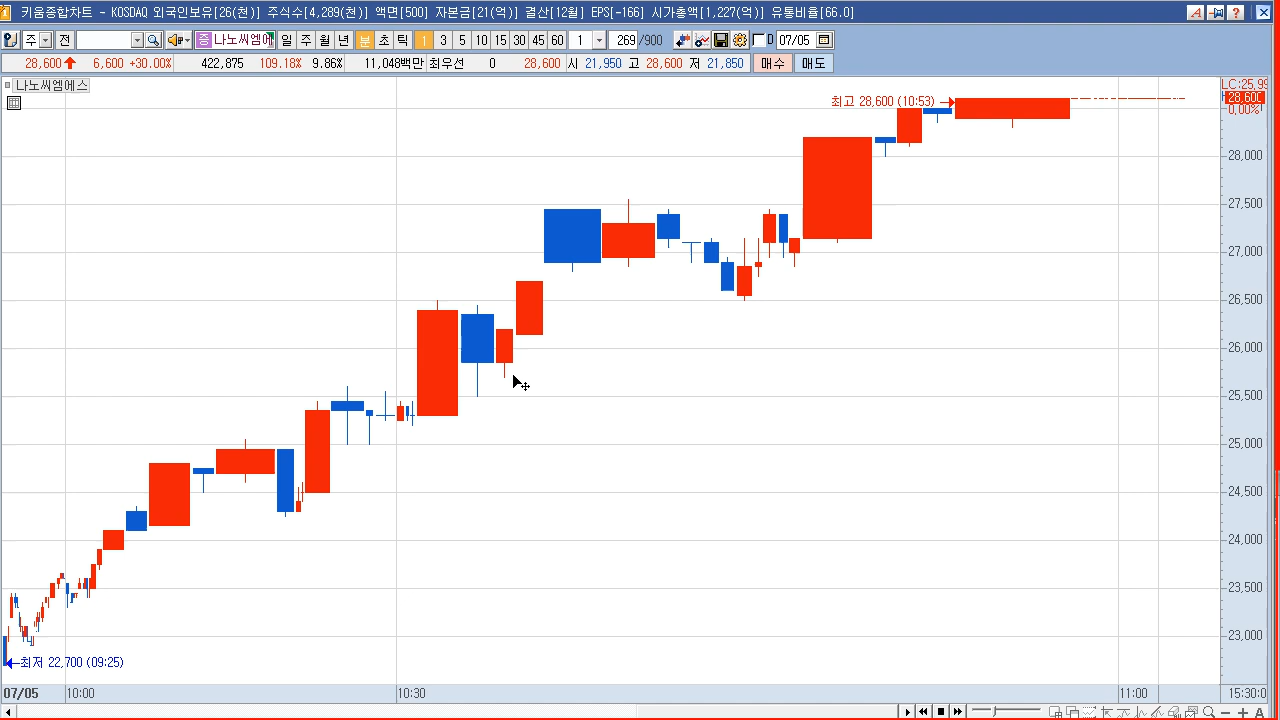 키움종합차트 - KOSDAQ 외국인보유[26(천)] 주식수[4,289(천)] 액면[500] 자본금[21(억)] 결산[12월] EPS[-166] 시가총액[1,227(억)] 유통비율[66.0]
주 전 증 나노씨엠에 일 주 월 년 분 초 틱 1 3 5 10 15 30 45 60 1 269 /900 D 07/05
28,600 6,600 +30.00% 422,875 109.18% 9.86% 11,048백만 최우선 0 28,600 시 21,950 고 28,600 저 21,850 매수 매도
나노씨엠에스
LC:25,99
28,600
0.00%
최고 28,600 (10:53)
28,000
27,500
27,000
26,500
26,000
25,500
25,000
24,500
24,000
23,500
23,000
최저 22,700 (09:25)
07/05 10:00 10:30 11:00 15:30:0
A